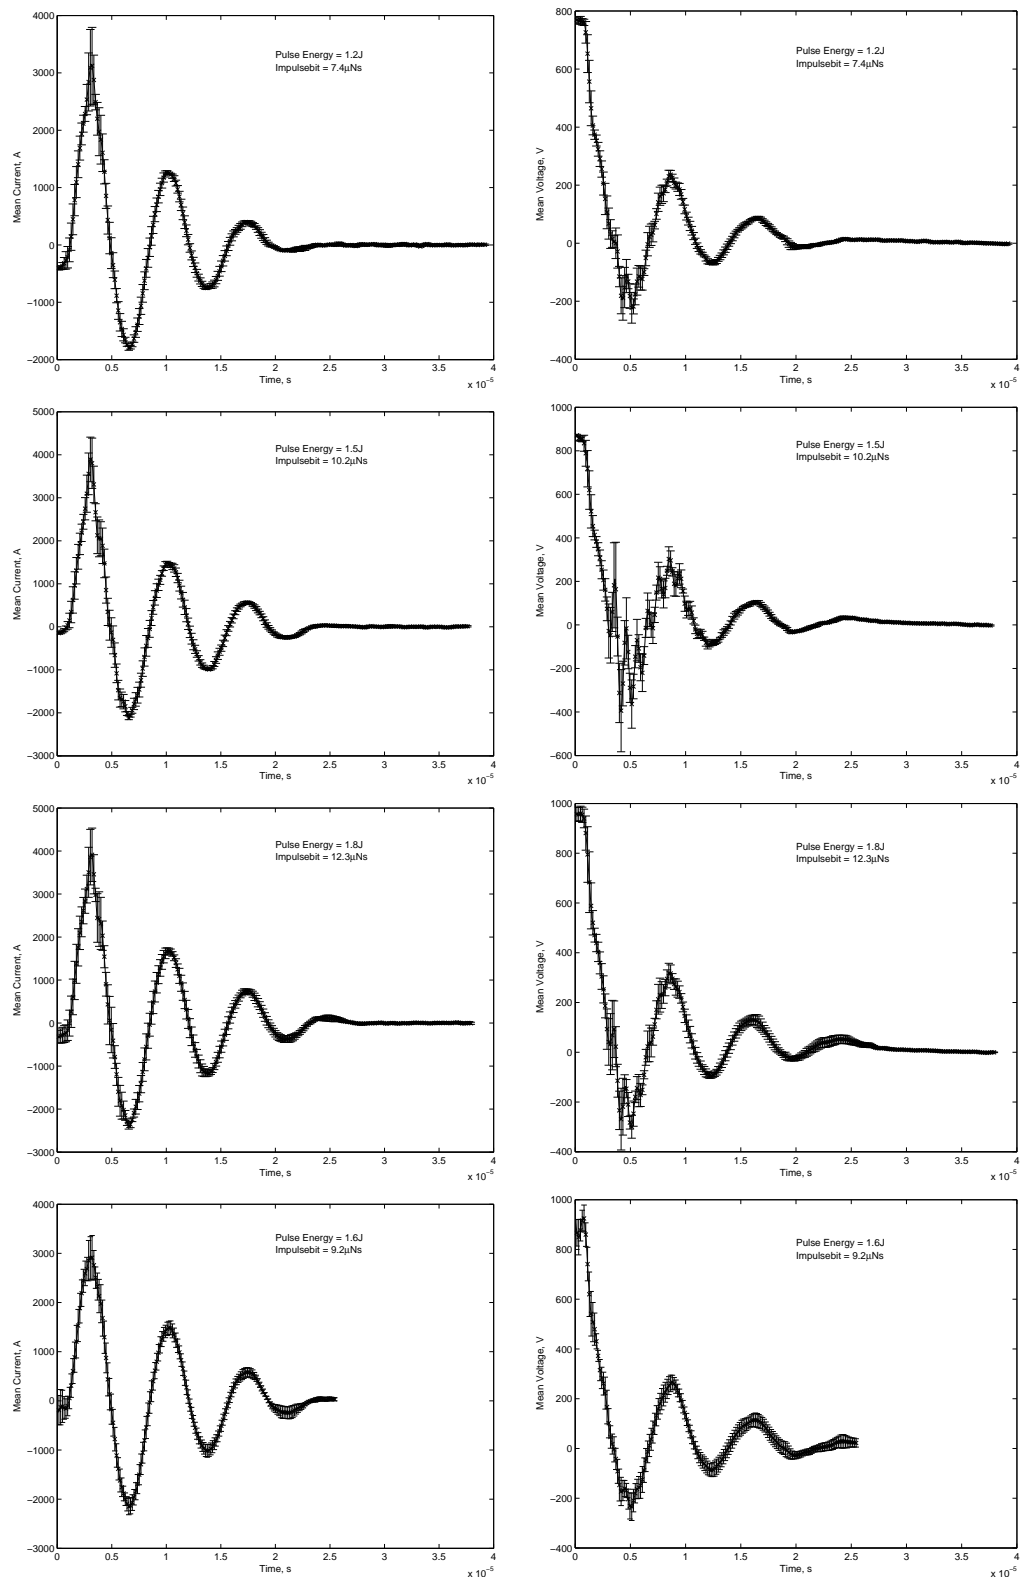 4000
3000
2000
1000
0
−1000
−2000
Mean Current, A
Pulse Energy = 1.2J
Impulsebit = 7.4μNs
0 0.5 1 1.5 2 2.5 3 3.5 4
Time, s
x 10⁻⁵
800
600
400
200
0
−200
−400
Mean Voltage, V
Pulse Energy = 1.2J
Impulsebit = 7.4μNs
0 0.5 1 1.5 2 2.5 3 3.5 4
Time, s
x 10⁻⁵
5000
4000
3000
2000
1000
0
−1000
−2000
−3000
Mean Current, A
Pulse Energy = 1.5J
Impulsebit = 10.2μNs
0 0.5 1 1.5 2 2.5 3 3.5 4
Time, s
x 10⁻⁵
1000
800
600
400
200
0
−200
−400
−600
Mean Voltage, V
Pulse Energy = 1.5J
Impulsebit = 10.2μNs
0 0.5 1 1.5 2 2.5 3 3.5 4
Time, s
x 10⁻⁵
5000
4000
3000
2000
1000
0
−1000
−2000
−3000
Mean Current, A
Pulse Energy = 1.8J
Impulsebit = 12.3μNs
0 0.5 1 1.5 2 2.5 3 3.5 4
Time, s
x 10⁻⁵
1000
800
600
400
200
0
−200
−400
Mean Voltage, V
Pulse Energy = 1.8J
Impulsebit = 12.3μNs
0 0.5 1 1.5 2 2.5 3 3.5 4
Time, s
x 10⁻⁵
4000
3000
2000
1000
0
−1000
−2000
−3000
Mean Current, A
Pulse Energy = 1.6J
Impulsebit = 9.2μNs
0 0.5 1 1.5 2 2.5 3 3.5 4
Time, s
x 10⁻⁵
1000
800
600
400
200
0
−200
−400
Mean Voltage, V
Pulse Energy = 1.6J
Impulsebit = 9.2μNs
0 0.5 1 1.5 2 2.5 3 3.5 4
Time, s
x 10⁻⁵